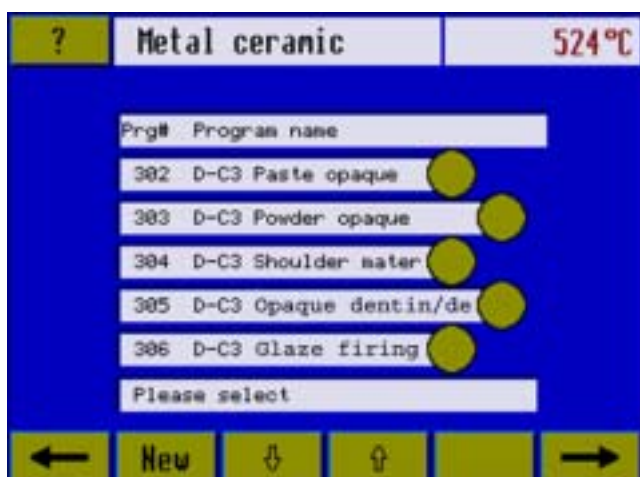 ? Metal ceramic 524°C
Prg# Program name
302 D-C3 Paste opaque
303 D-C3 Powder opaque
304 D-C3 Shoulder mater
305 D-C3 Opaque dentin/de
306 D-C3 Glaze firing
Please select
← New ⇩ ⇧ →